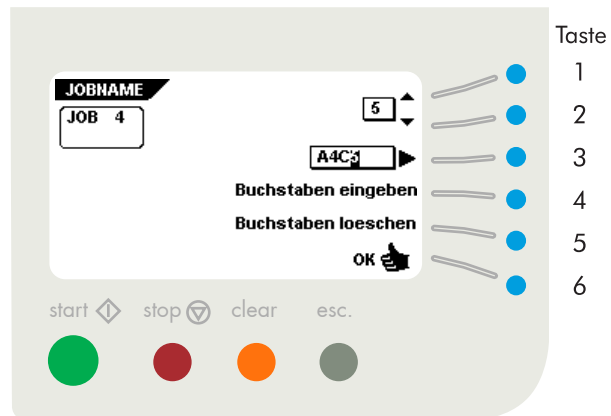 Taste
JOBNAME
1
JOB 4
5
2
A4C5
3
Buchstaben eingeben
4
Buchstaben loeschen
5
OK
6
start stop clear esc.